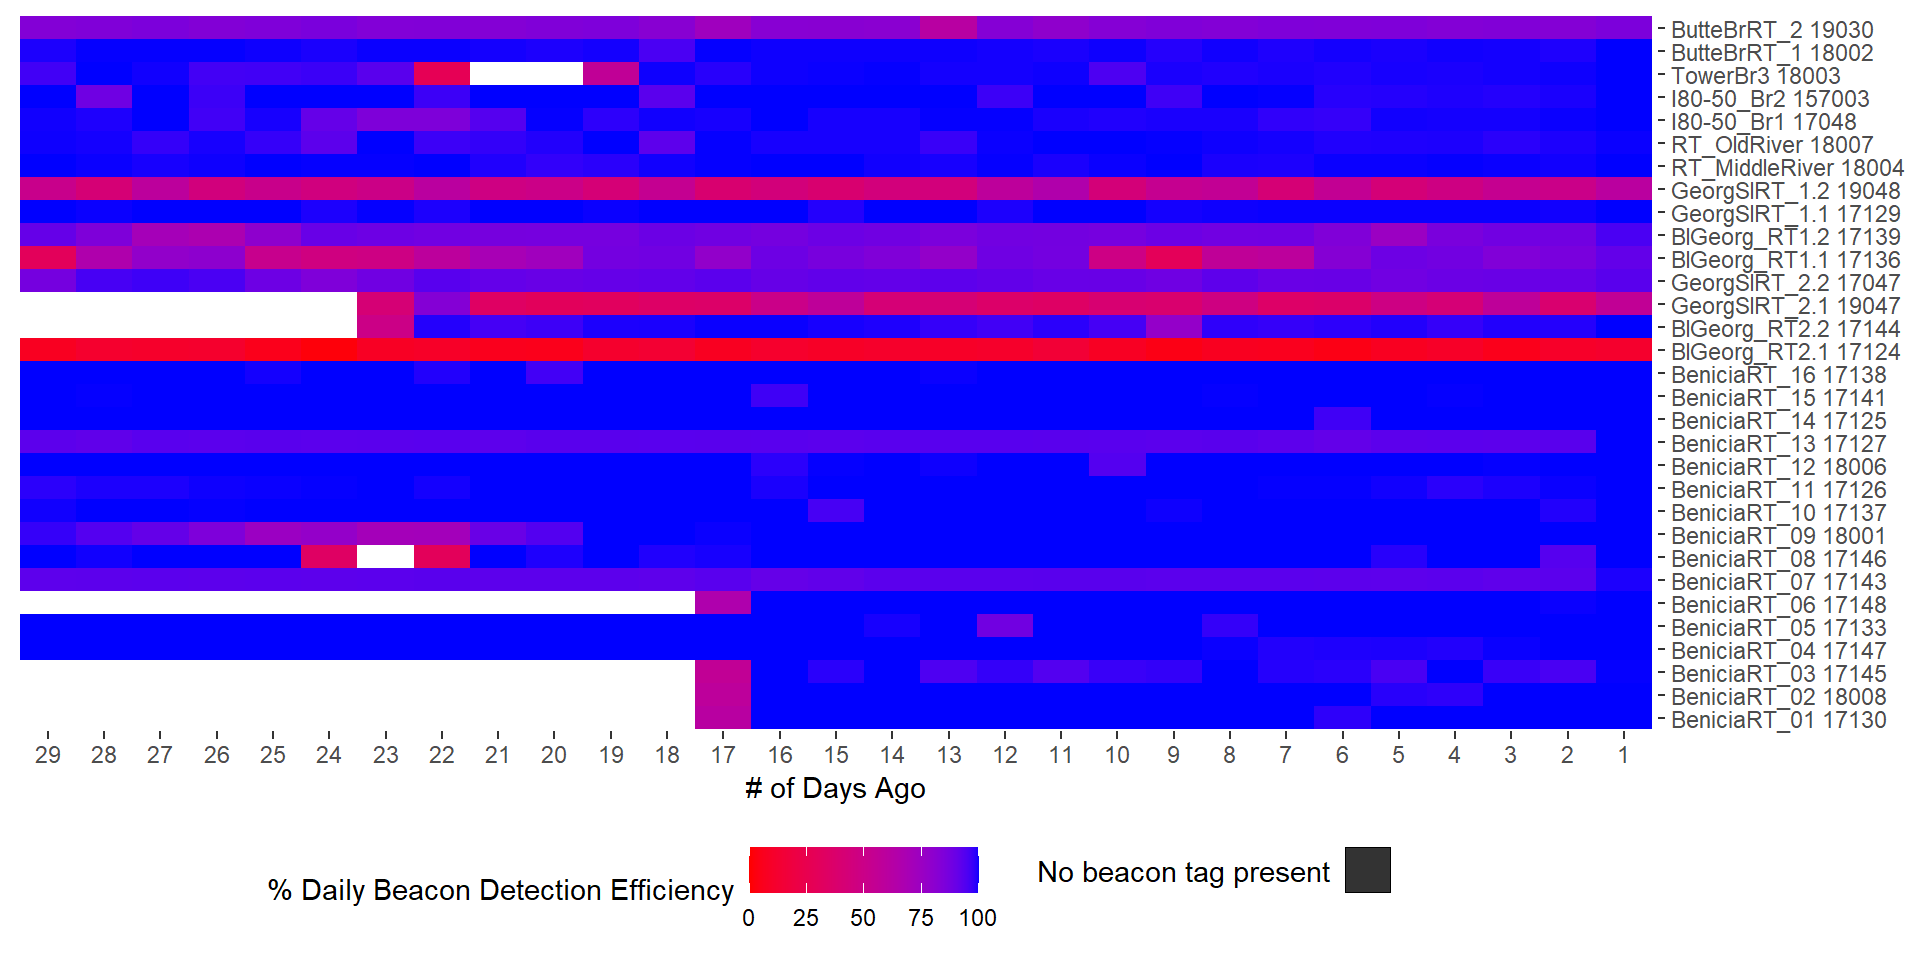 ButteBrRT_2 19030
ButteBrRT_1 18002
TowerBr3 18003
I80-50_Br2 157003
I80-50_Br1 17048
RT_OldRiver 18007
RT_MiddleRiver 18004
GeorgSlRT_1.2 19048
GeorgSlRT_1.1 17129
BlGeorg_RT1.2 17139
BlGeorg_RT1.1 17136
GeorgSlRT_2.2 17047
GeorgSlRT_2.1 19047
BlGeorg_RT2.2 17144
BlGeorg_RT2.1 17124
BeniciaRT_16 17138
BeniciaRT_15 17141
BeniciaRT_14 17125
BeniciaRT_13 17127
BeniciaRT_12 18006
BeniciaRT_11 17126
BeniciaRT_10 17137
BeniciaRT_09 18001
BeniciaRT_08 17146
BeniciaRT_07 17143
BeniciaRT_06 17148
BeniciaRT_05 17133
BeniciaRT_04 17147
BeniciaRT_03 17145
BeniciaRT_02 18008
BeniciaRT_01 17130
29 28 27 26 25 24 23 22 21 20 19 18 17 16 15 14 13 12 11 10 9 8 7 6 5 4 3 2 1
# of Days Ago
% Daily Beacon Detection Efficiency
0 25 50 75 100
No beacon tag present